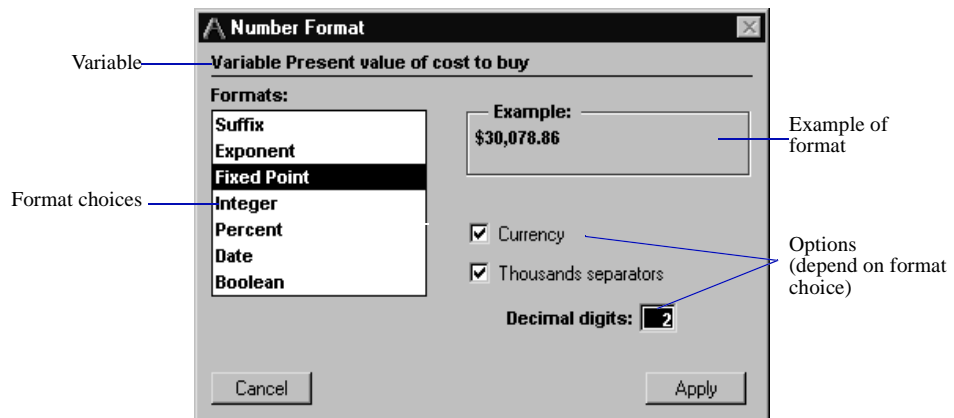 Number Format
Variable
Variable Present value of cost to buy
Formats:
Suffix
Exponent
Fixed Point
Integer
Percent
Date
Boolean
Format choices
Example:
$30,078.86
Example of
format
Currency
Thousands separators
Decimal digits: 2
Options
(depend on format
choice)
Cancel
Apply